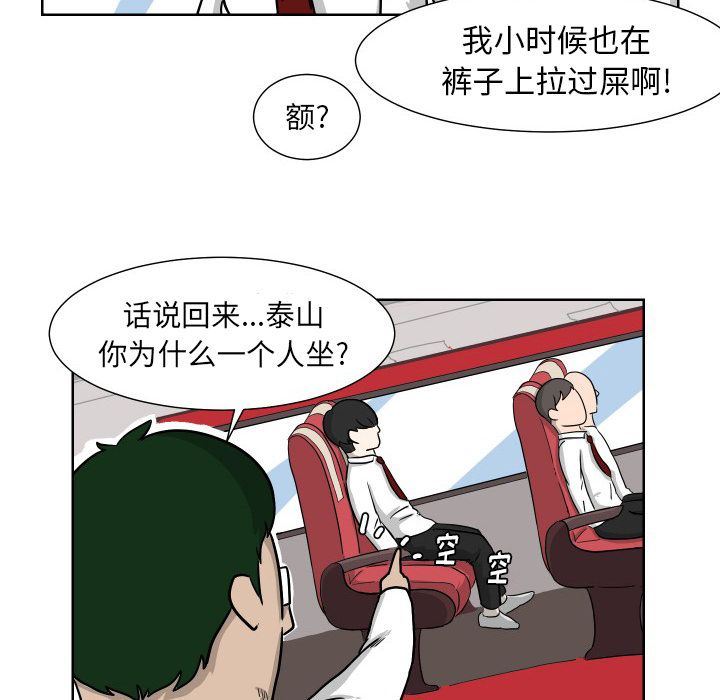 我小时候也在
裤子上拉过屎啊!
额?
话说回来...泰山
你为什么一个人坐?
空
空